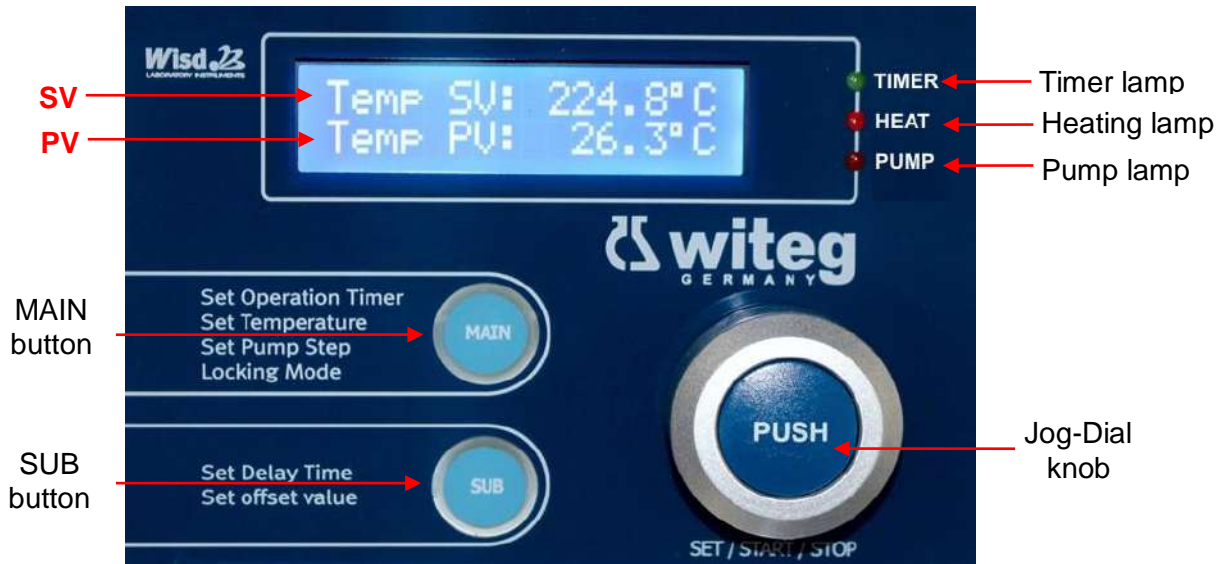 Wisd.23
LABORATORY INSTRUMENTS
SV
PV
Temp SV: 224.8°C
Temp PV: 26.3°C
TIMER
HEAT
PUMP
Timer lamp
Heating lamp
Pump lamp
witeg
GERMANY
MAIN
button
Set Operation Timer
Set Temperature
Set Pump Step
Locking Mode
MAIN
SUB
button
Set Delay Time
Set offset value
SUB
PUSH
SET / START / STOP
Jog-Dial
knob